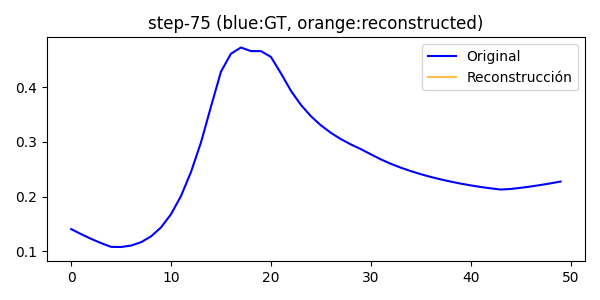 step-75 (blue:GT, orange:reconstructed)
Original
Reconstrucción
0.4
0.3
0.2
0.1
0 10 20 30 40 50